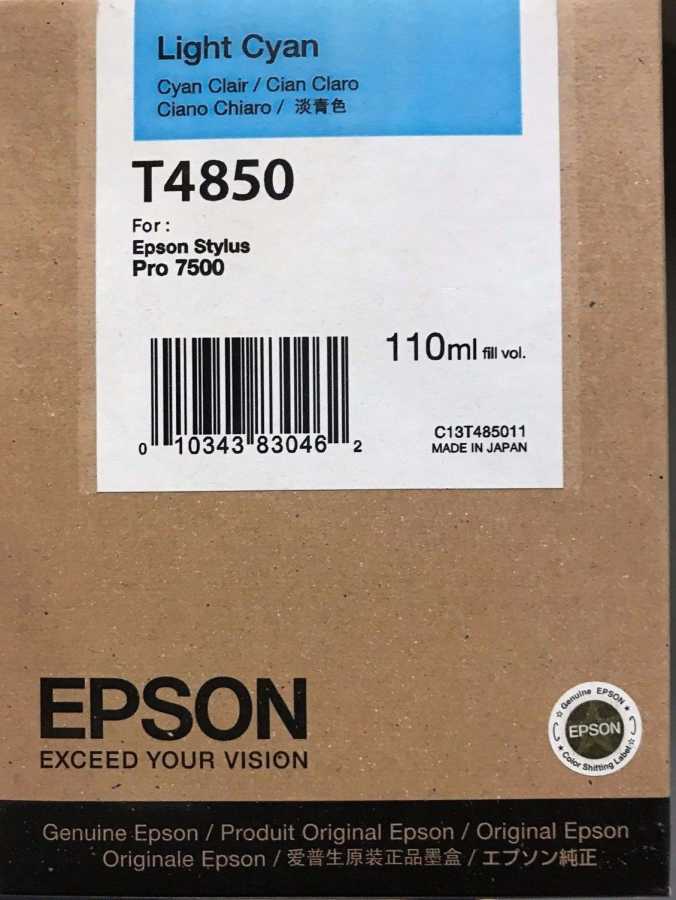 Light Cyan
Cyan Clair / Cian Claro
Ciano Chiaro / 淡青色
T4850
For :
Epson Stylus
Pro 7500
110ml fill vol.
0 10343 83046 2
C13T485011
MADE IN JAPAN
EPSON
EXCEED YOUR VISION
Genuine EPSON
EPSON
Color Shifting Label
Genuine Epson / Produit Original Epson / Original Epson
Originale Epson / 爱普生原装正品墨盒 / エプソン純正